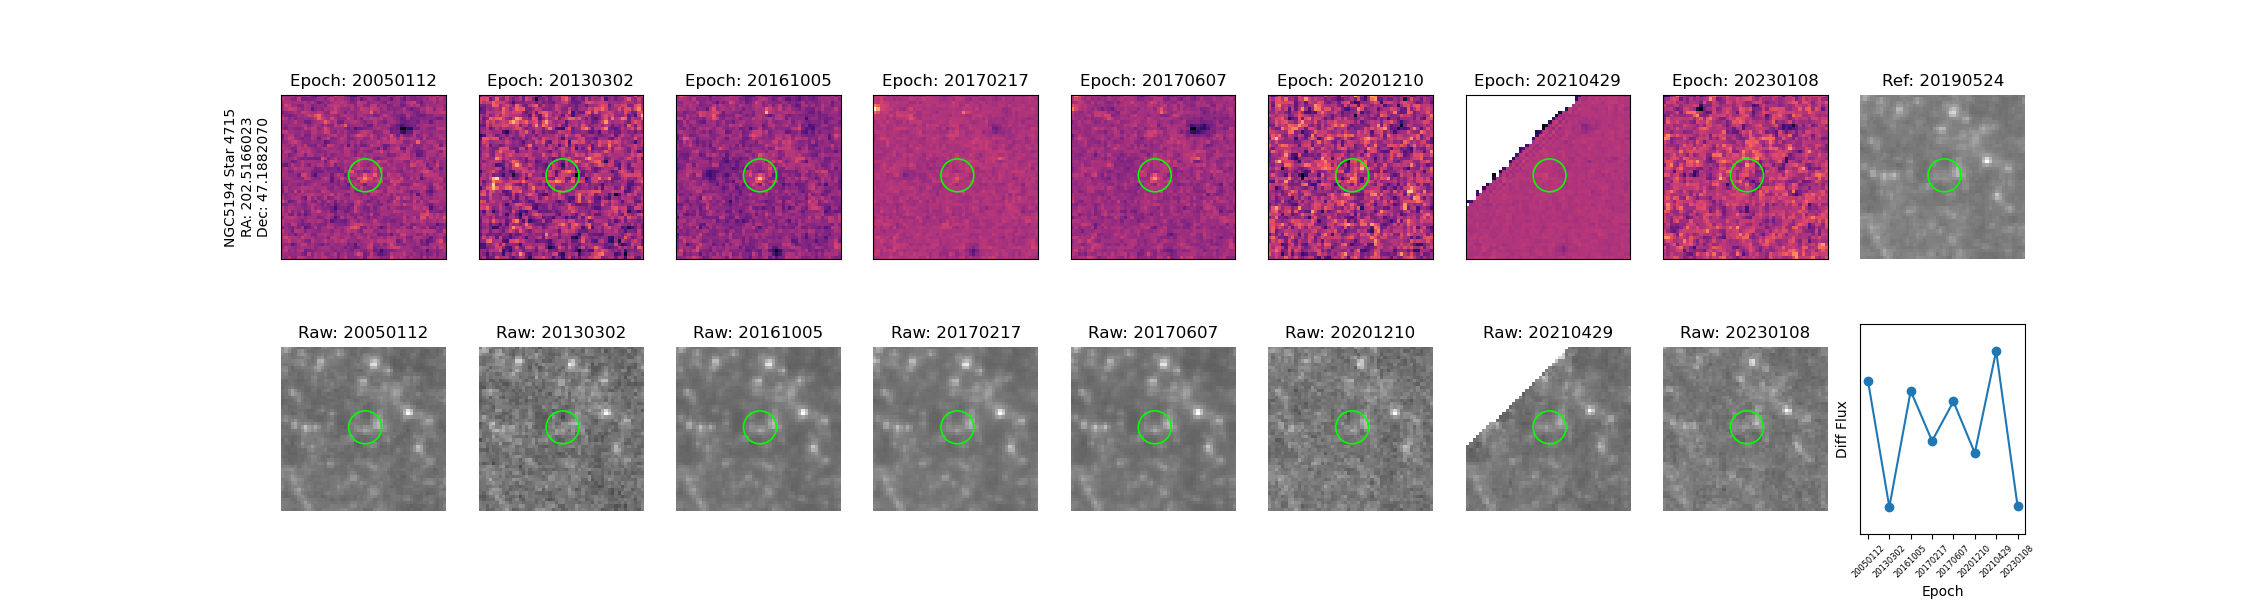 NGC5194 Star 4715
RA: 202.5166023
Dec: 47.1882070
Epoch: 20050112
Epoch: 20130302
Epoch: 20161005
Epoch: 20170217
Epoch: 20170607
Epoch: 20201210
Epoch: 20210429
Epoch: 20230108
Ref: 20190524
Raw: 20050112
Raw: 20130302
Raw: 20161005
Raw: 20170217
Raw: 20170607
Raw: 20201210
Raw: 20210429
Raw: 20230108
Diff Flux
20050112
20130302
20161005
20170217
20170607
20201210
20210429
20230108
Epoch